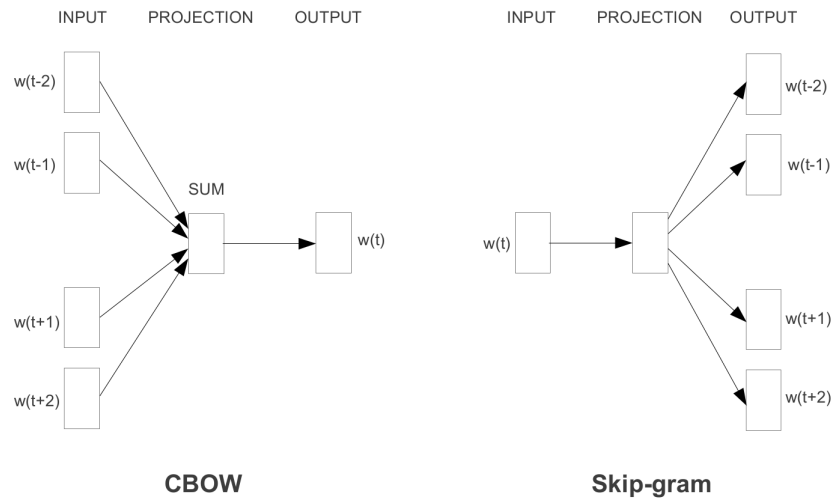 INPUT PROJECTION OUTPUT
w(t-2)
w(t-1)
SUM
w(t)
w(t+1)
w(t+2)
CBOW
INPUT PROJECTION OUTPUT
w(t-2)
w(t-1)
w(t)
w(t+1)
w(t+2)
Skip-gram